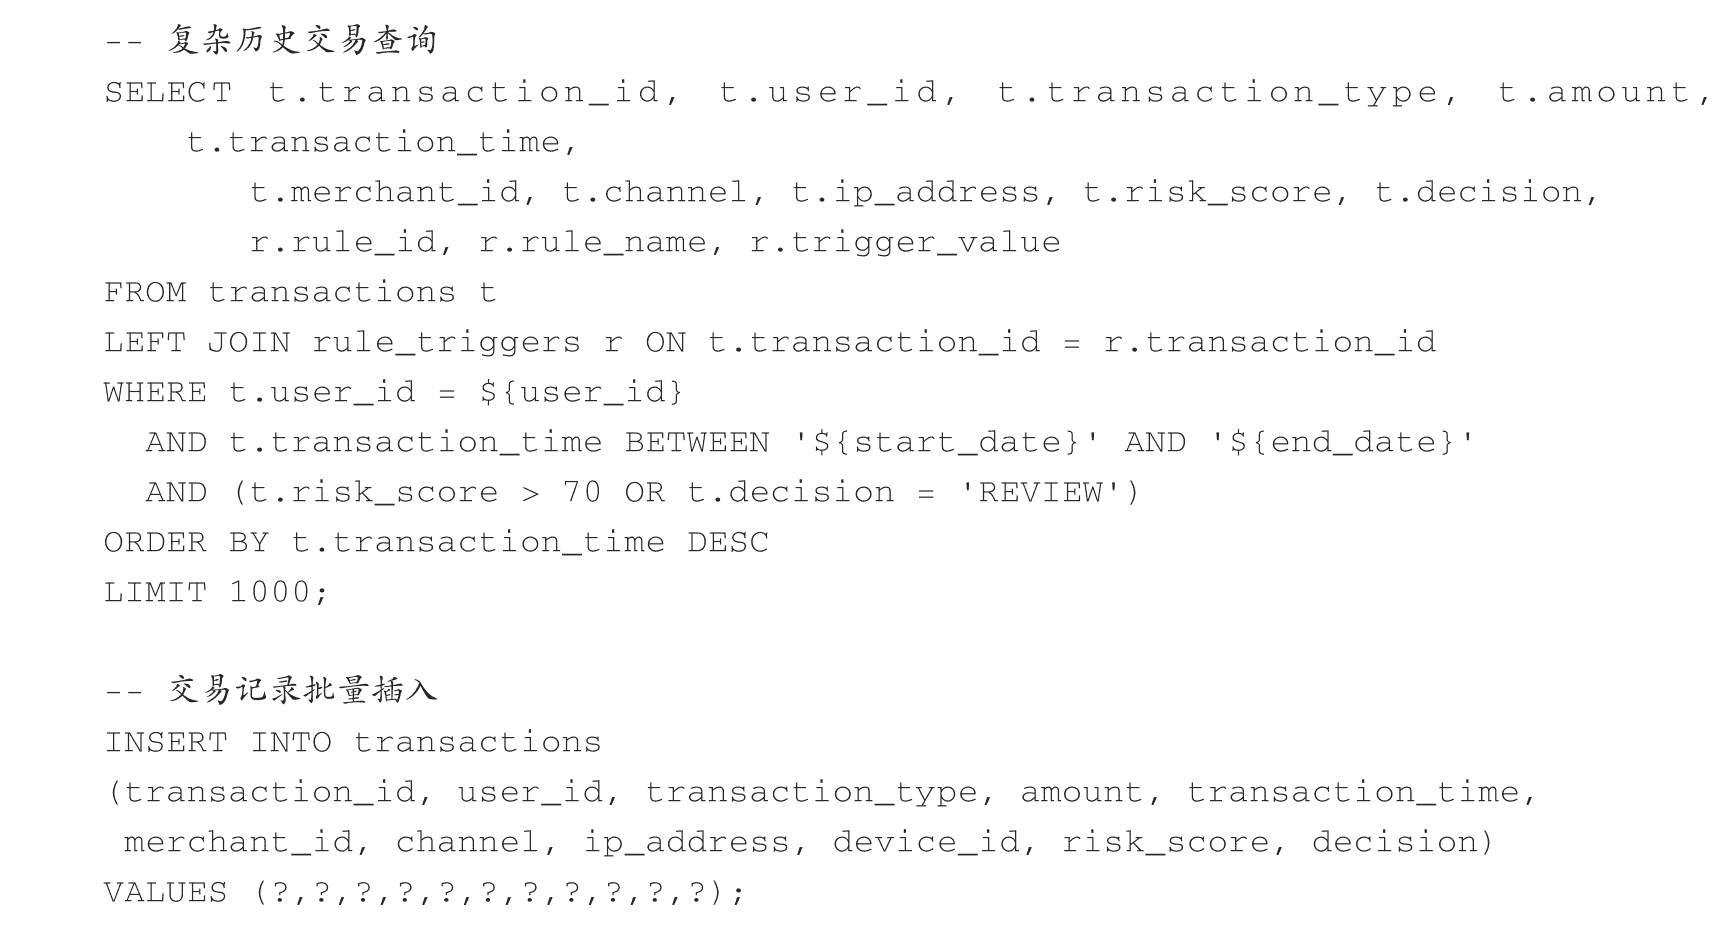 -- 复杂历史交易查询
SELECT t.transaction_id, t.user_id, t.transaction_type, t.amount,
t.transaction_time,
t.merchant_id, t.channel, t.ip_address, t.risk_score, t.decision,
r.rule_id, r.rule_name, r.trigger_value
FROM transactions t
LEFT JOIN rule_triggers r ON t.transaction_id = r.transaction_id
WHERE t.user_id = ${user_id}
AND t.transaction_time BETWEEN '${start_date}' AND '${end_date}'
AND (t.risk_score > 70 OR t.decision = 'REVIEW')
ORDER BY t.transaction_time DESC
LIMIT 1000;
-- 交易记录批量插入
INSERT INTO transactions
(transaction_id, user_id, transaction_type, amount, transaction_time,
merchant_id, channel, ip_address, device_id, risk_score, decision)
VALUES (?,?,?,?,?,?,?,?,?,?,?);